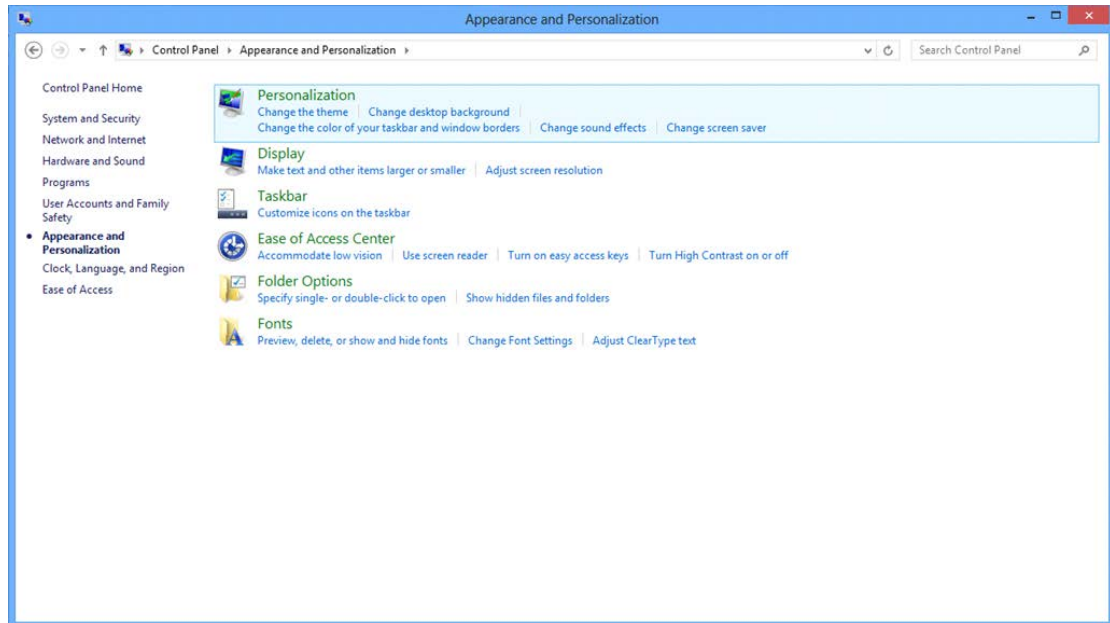 Appearance and Personalization
Control Panel Appearance and Personalization
Search Control Panel
Control Panel Home
System and Security
Network and Internet
Hardware and Sound
Programs
User Accounts and Family
Safety
Appearance and
Personalization
Clock, Language, and Region
Ease of Access
Personalization
Change the theme Change desktop background
Change the color of your taskbar and window borders Change sound effects Change screen saver
Display
Make text and other items larger or smaller Adjust screen resolution
Taskbar
Customize icons on the taskbar
Ease of Access Center
Accommodate low vision Use screen reader Turn on easy access keys Turn High Contrast on or off
Folder Options
Specify single- or double-click to open Show hidden files and folders
Fonts
Preview, delete, or show and hide fonts Change Font Settings Adjust ClearType text